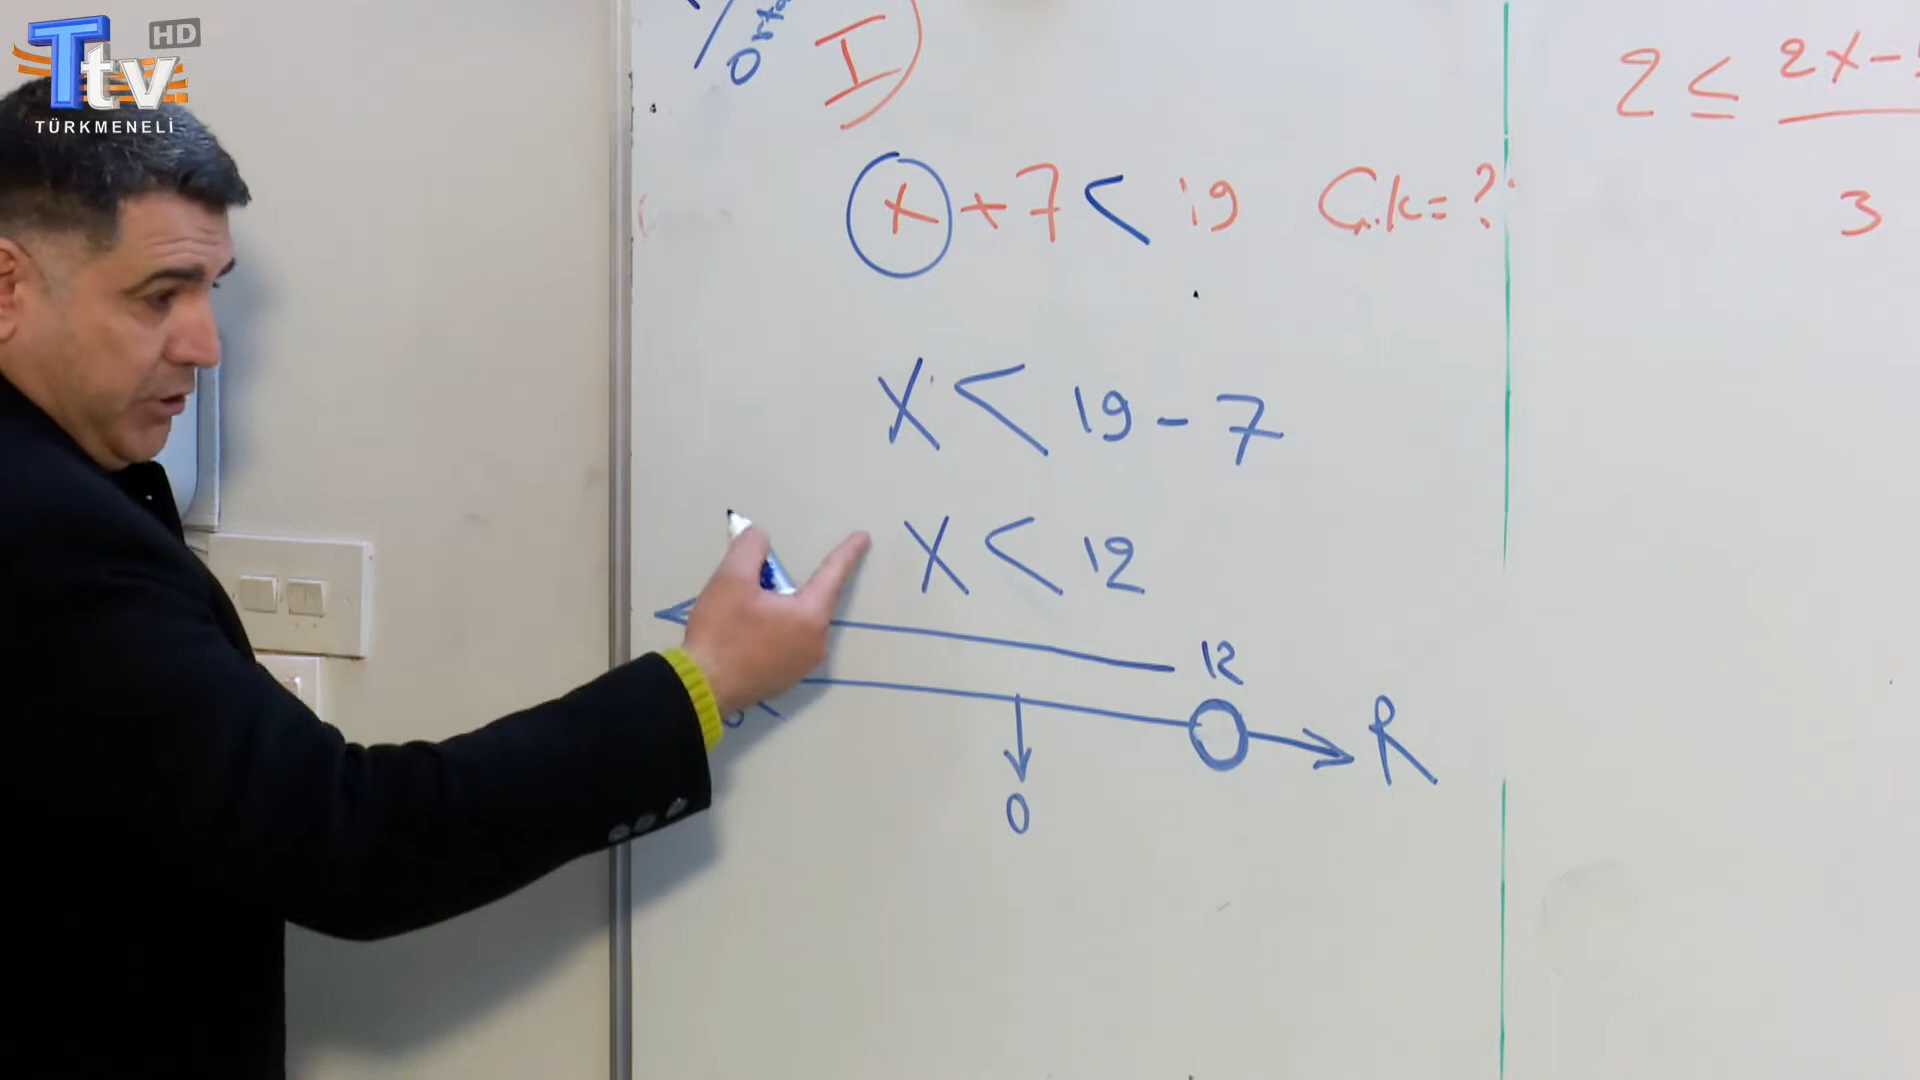 Ttv HD
TÜRKMENELİ
I
x + 7 < 19 Ç.k = ?
x < 19 - 7
x < 12
12
R
0
2 ≤ 2x -
3